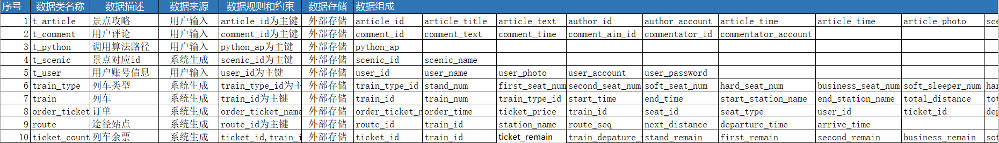 序号 数据类名称 数据描述 数据来源 数据规则和约束 数据存储 数据组成
1 t_article 景点攻略 用户输入 article_id为主键 外部存储 article_id article_title article_text author_id author_account article_time article_time article_photo sce
2 t_comment 用户评论 用户输入 comment_id为主键 外部存储 comment_id comment_text comment_time comment_aim_id commentator_id commentator_account
3 t_python 调用算法路径 用户输入 python_ap为主键 外部存储 python_ap
4 t_scenic 景点对应id 系统生成 scenic_id为主键 外部存储 scenic_id scenic_name
5 t_user 用户账号信息 用户输入 user_id为主键 外部存储 user_id user_name user_photo user_account user_password
6 train_type 列车类型 系统生成 train_type_id为主 外部存储 train_type_id stand_num first_seat_num second_seat_num soft_seat_num hard_seat_num business_seat_num soft_sleeper_num har
7 train 列车 系统生成 train_id为主键 外部存储 train_id train_num train_type_id start_time end_time start_station_name end_station_name total_distance tot
8 order_ticket 订单 系统生成 order_ticket_name 外部存储 order_ticket_n order_time ticket_price train_id seat_id seat_type user_id ticket_id dep
9 route 途径站点 系统生成 route_id为主键 外部存储 route_id train_id station_name route_seq next_distance departure_time arrive_time
10 ticket_count 列车余票 系统生成 ticket_id,train_i 外部存储 ticket_id train_id ticket_remain train_depature_ stand_remain first_remain second_remain business_remain sof